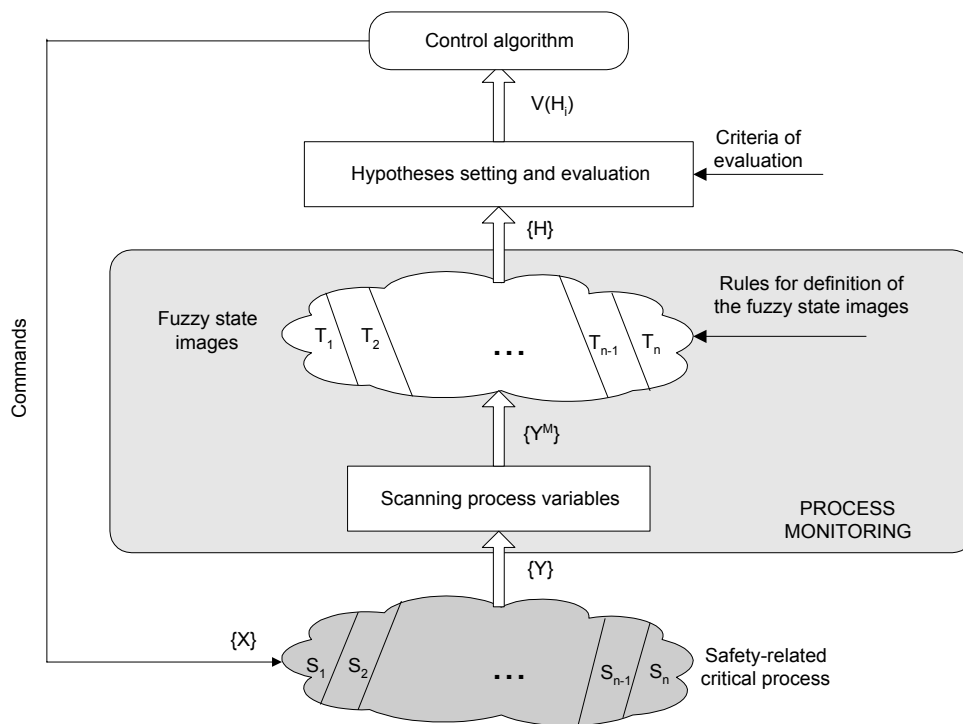 Control algorithm
V(Hi)
Criteria of
evaluation
Hypotheses setting and evaluation
{H}
Rules for definition of
the fuzzy state images
Fuzzy state
images
T1 T2 ... Tn-1 Tn
Commands
{YM}
Scanning process variables
PROCESS
MONITORING
{Y}
{X}
S1 S2 ... Sn-1 Sn
Safety-related
critical process